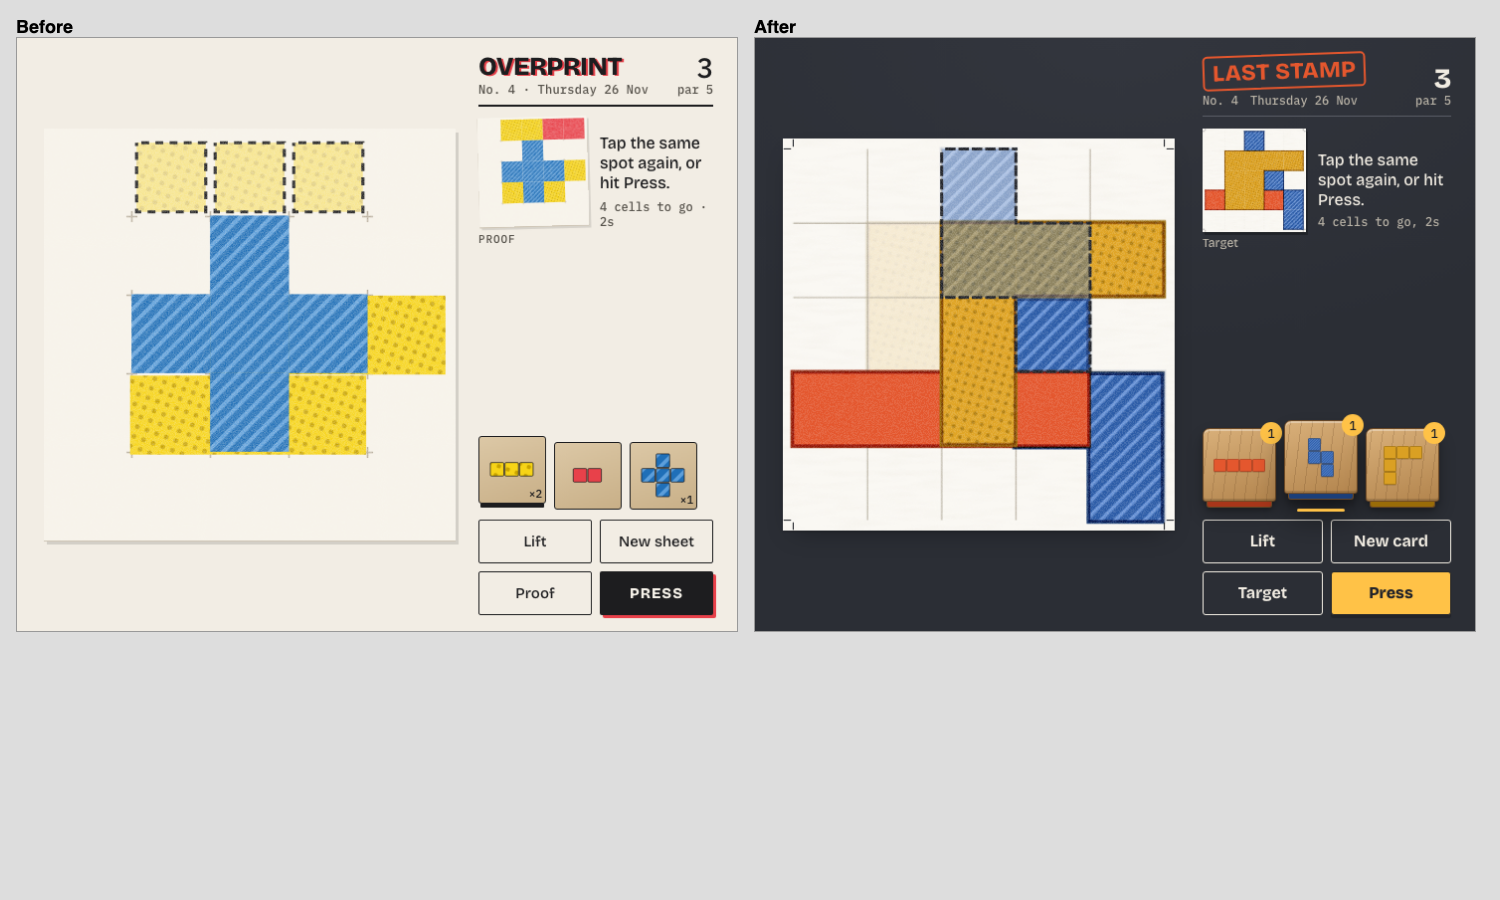 Before
OVERPRINT
3
No. 4 · Thursday 26 Nov
par 5
Tap the same
spot again, or
hit Press.
4 cells to go ·
2s
PROOF
×2
×1
Lift
New sheet
Proof
PRESS
After
LAST STAMP
3
No. 4 Thursday 26 Nov
par 5
Tap the same
spot again, or hit
Press.
4 cells to go, 2s
Target
1
1
1
Lift
New card
Target
Press